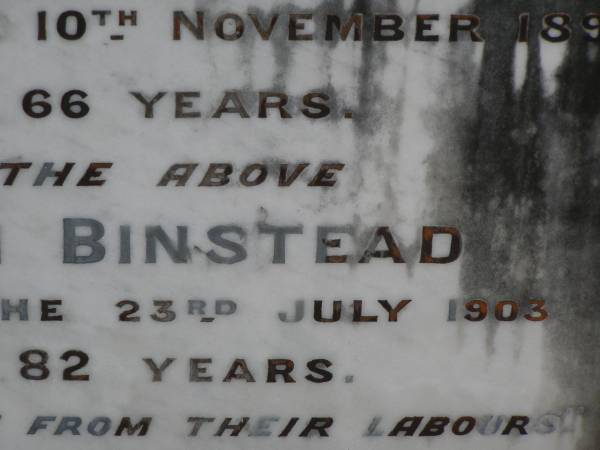 10TH NOVEMBER
66 YEARS.
THE ABOVE
BINSTEAD
23RD JULY 1903
82 YEARS.
FROM THEIR LABOURS"